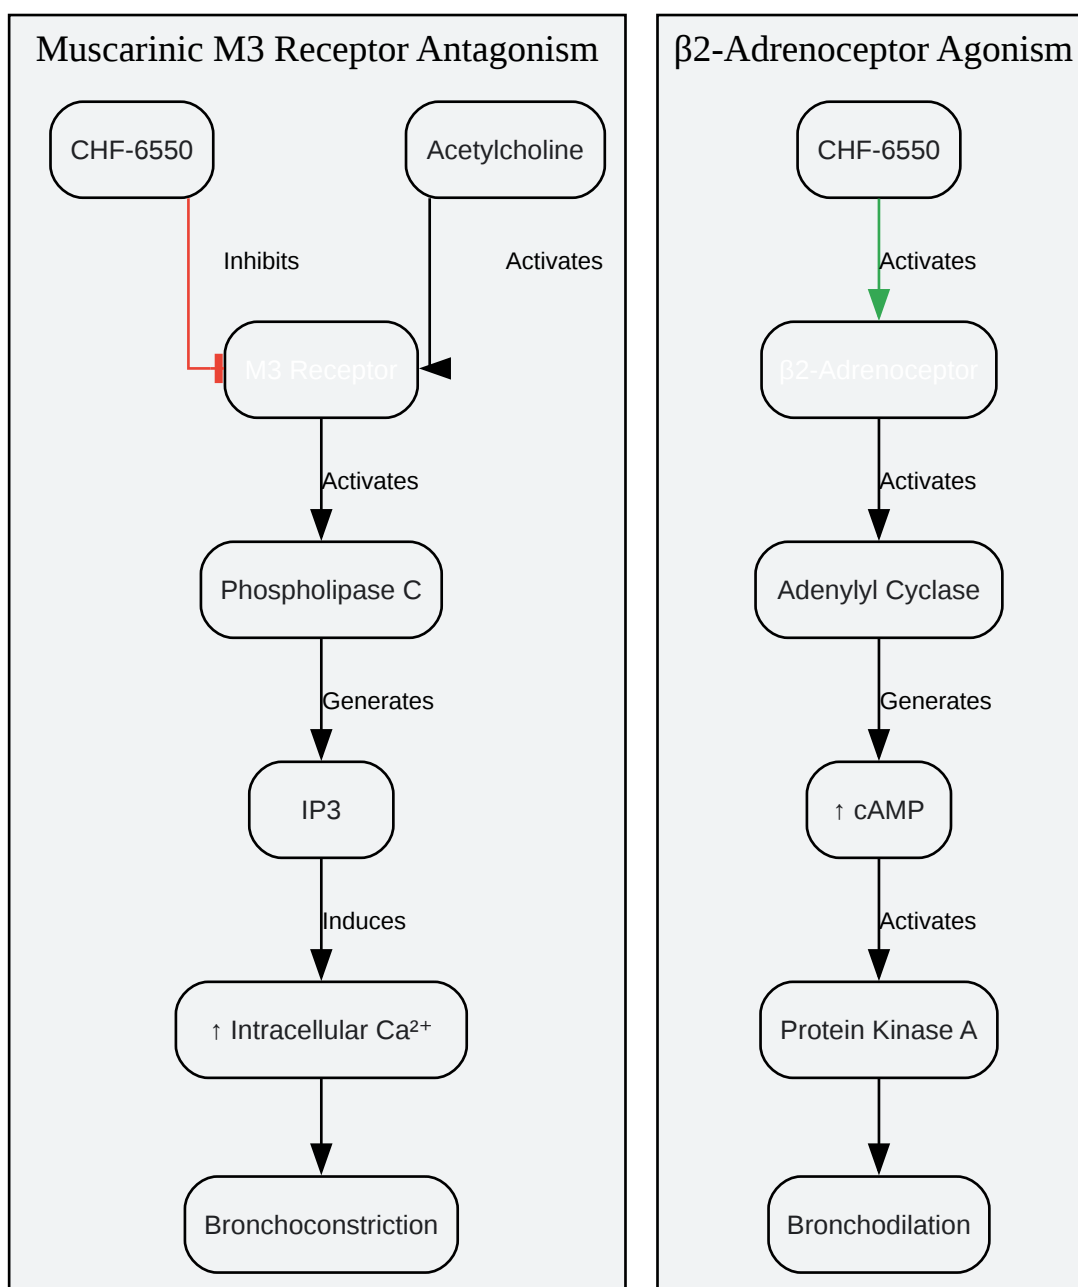 Muscarinic M3 Receptor Antagonism
CHF-6550
Acetylcholine
Inhibits
Activates
M3 Receptor
Activates
Phospholipase C
Generates
IP3
Induces
↑ Intracellular Ca²⁺
Bronchoconstriction
β2-Adrenoceptor Agonism
CHF-6550
Activates
β2-Adrenoceptor
Activates
Adenylyl Cyclase
Generates
↑ cAMP
Activates
Protein Kinase A
Bronchodilation